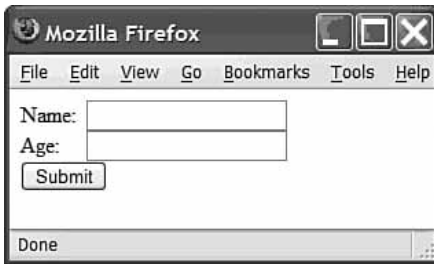 Mozilla Firefox
File Edit View Go Bookmarks Tools Help
Name:
Age:
Submit
Done